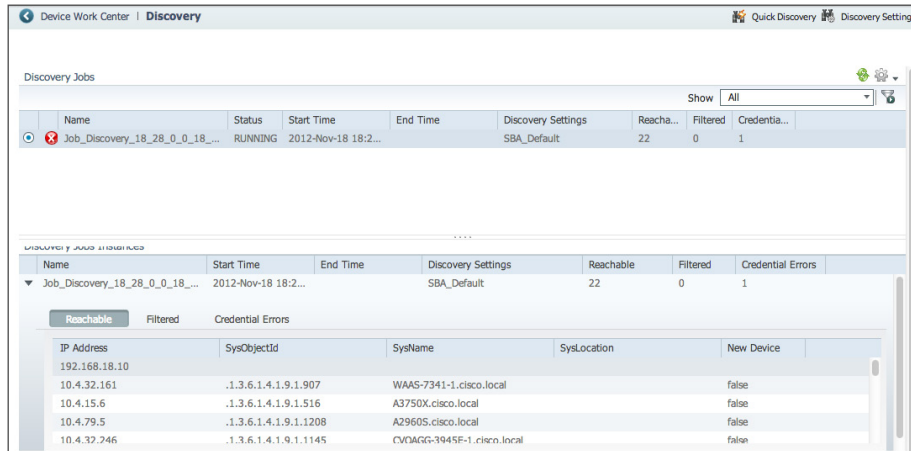 Device Work Center | Discovery
Quick Discovery Discovery Setting
Discovery Jobs
Show All
Name Status Start Time End Time Discovery Settings Reacha... Filtered Credentia...
Job_Discovery_18_28_0_0_18_... RUNNING 2012-Nov-18 18:2... SBA_Default 22 0 1
Discovery Jobs Instances
Name Start Time End Time Discovery Settings Reachable Filtered Credential Errors
Job_Discovery_18_28_0_0_18_... 2012-Nov-18 18:2... SBA_Default 22 0 1
Reachable Filtered Credential Errors
IP Address SysObjectId SysName SysLocation New Device
192.168.18.10
10.4.32.161 .1.3.6.1.4.1.9.1.907 WAAS-7341-1.cisco.local false
10.4.15.6 .1.3.6.1.4.1.9.1.516 A3750X.cisco.local false
10.4.79.5 .1.3.6.1.4.1.9.1.1208 A2960S.cisco.local false
10.4.32.246 .1.3.6.1.4.1.9.1.1145 CVOAGG-3945E-1.cisco.local false